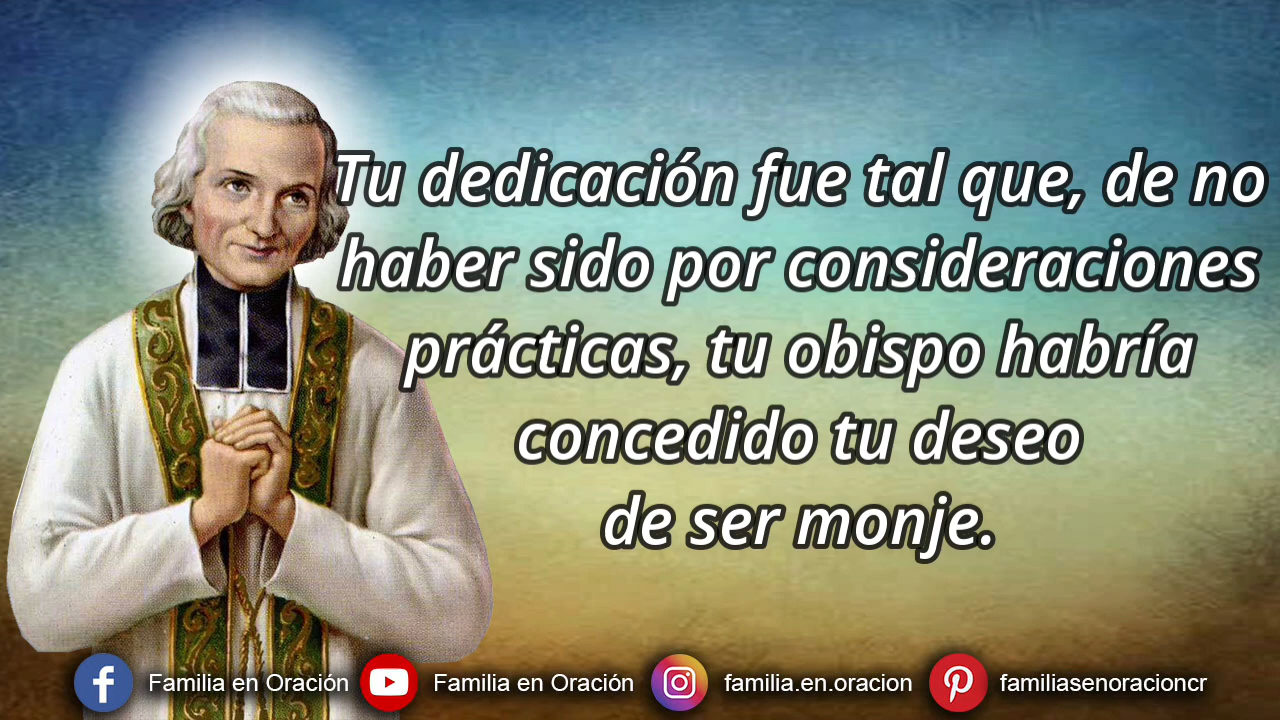 Tu dedicación fue tal que, de no
haber sido por consideraciones
prácticas, tu obispo habría
concedido tu deseo
de ser monje.
Familia en Oración
Familia en Oración
familia.en.oracion
familiasenoracioncr